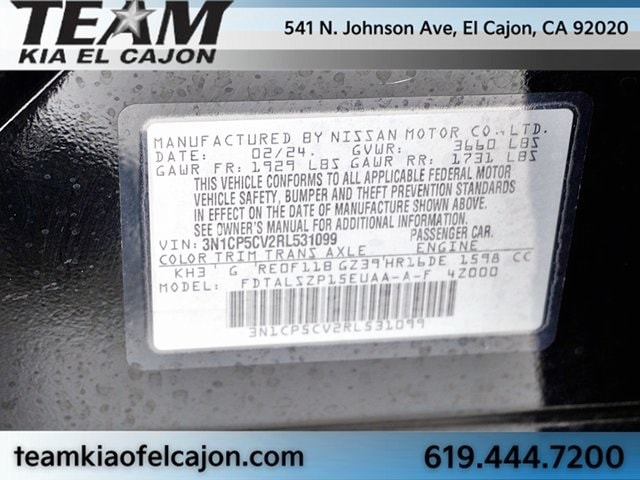 TEAM
KIA EL CAJON
541 N. Johnson Ave, El Cajon, CA 92020
MANUFACTURED BY NISSAN MOTOR CO., LTD.
DATE: 02/24. GVWR: 3660 LBS
GAWR FR: 1929 LBS GAWR RR: 1731 LBS
THIS VEHICLE CONFORMS TO ALL APPLICABLE FEDERAL MOTOR
VEHICLE SAFETY, BUMPER AND THEFT PREVENTION STANDARDS
IN EFFECT ON THE DATE OF MANUFACTURE SHOWN ABOVE.
SEE OWNER'S MANUAL FOR ADDITIONAL INFORMATION.
VIN: 3N1CP5CV2RL531099 PASSENGER CAR.
COLOR TRIM TRANS AXLE ENGINE
KH3 G RE0F11B GZ39 HR16DE 1598 CC
MODEL: FDTALSZP15EUAA-A-F 4Z000
3N1CP5CV2RL531099
teamkiaofelcajon.com
619.444.7200